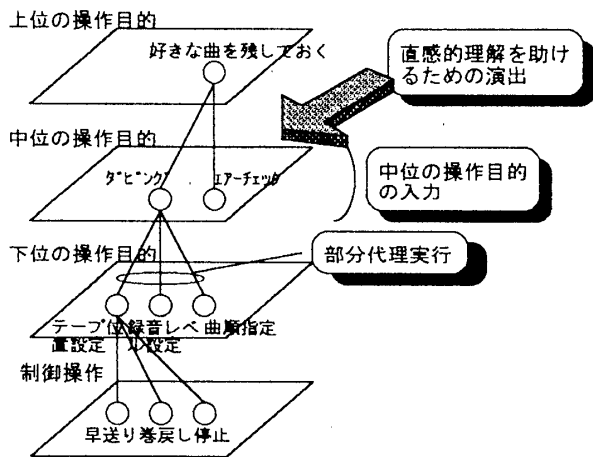 上位の操作目的
好きな曲を残しておく
直感的理解を助け
るための演出
中位の操作目的
ﾀﾞﾋﾞﾝｸﾞ
ｴｱｰﾁｪｯｸ
中位の操作目的
の入力
下位の操作目的
部分代理実行
テープ位
置設定
録音レベ
ル設定
曲順指定
制御操作
早送り
巻戻し
停止